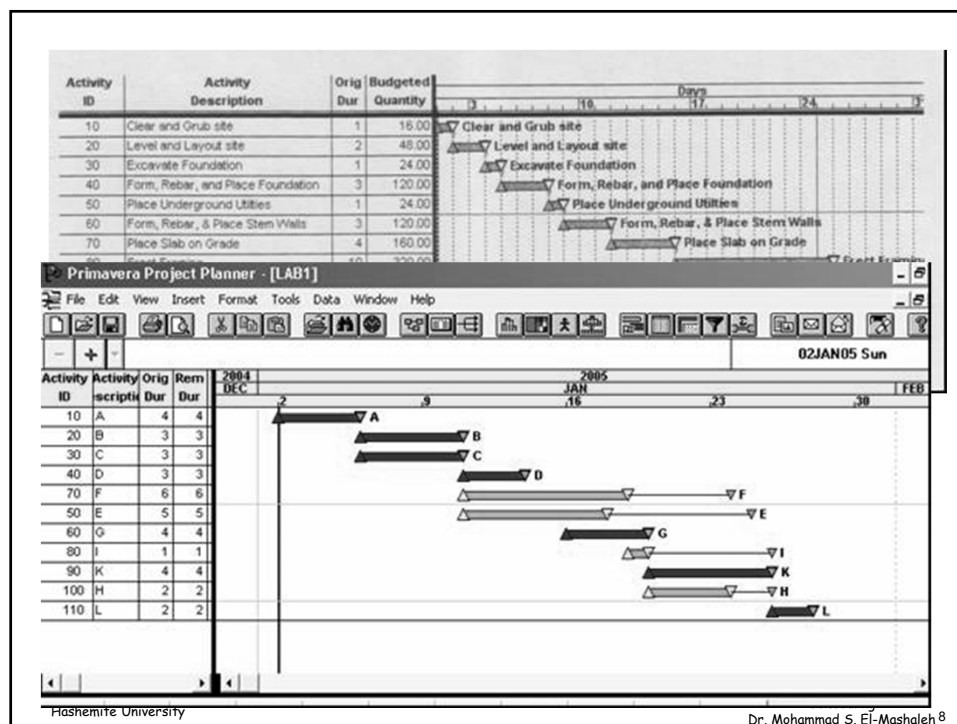 Activity Activity Orig Budgeted
Days
ID Description Dur Quantity 3 10 17 24
10 Clear and Grub site 1 16.00 Clear and Grub site
20 Level and Layout site 2 48.00 Level and Layout site
30 Excavate Foundation 1 24.00 Excavate Foundation
40 Form, Rebar, and Place Foundation 3 120.00 Form, Rebar, and Place Foundation
50 Place Underground Utilties 1 24.00 Place Underground Utilties
60 Form, Rebar, & Place Stem Walls 3 120.00 Form, Rebar, & Place Stem Walls
70 Place Slab on Grade 4 160.00 Place Slab on Grade
Primavera Project Planner - [LAB1]
File Edit View Insert Format Tools Data Window Help
02JAN05 Sun
Activity Activity Orig Rem 2004 2005
ID scripti Dur Dur DEC JAN FEB
2 9 16 23 30
10 A 4 4 A
20 B 3 3 B
30 C 3 3 C
40 D 3 3 D
70 F 6 6 F
50 E 5 5 E
60 G 4 4 G
80 I 1 1 I
90 K 4 4 K
100 H 2 2 H
110 L 2 2 L
Hashemite University
Dr. Mohammad S. El-Mashaleh 8